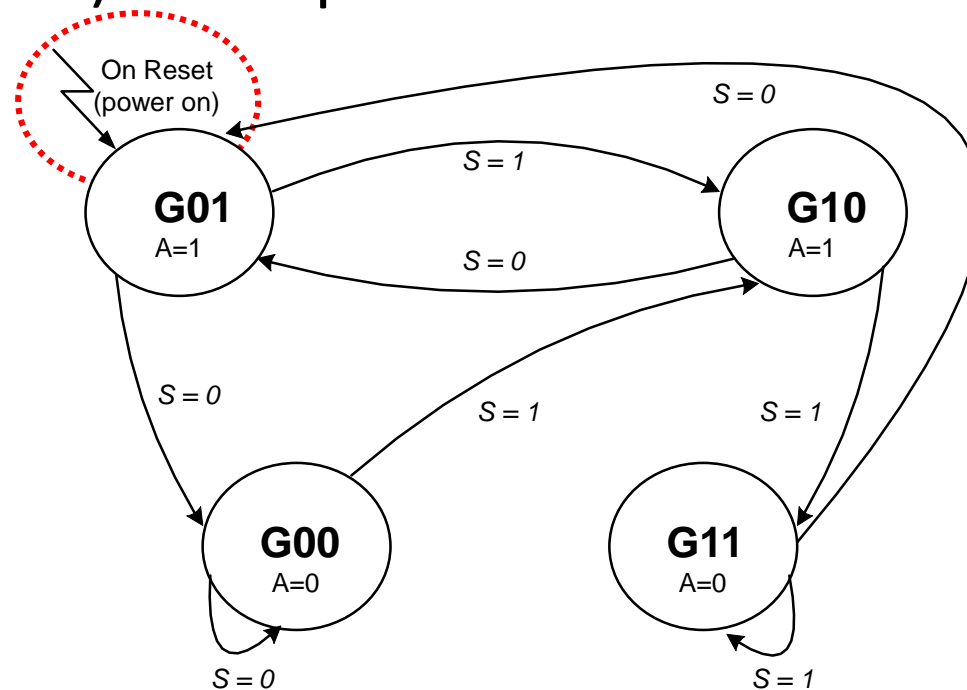 On Reset
(power on)
S = 0
S = 1
G01
A=1
G10
A=1
S = 0
S = 0
S = 1
S = 1
G00
A=0
G11
A=0
S = 0
S = 1